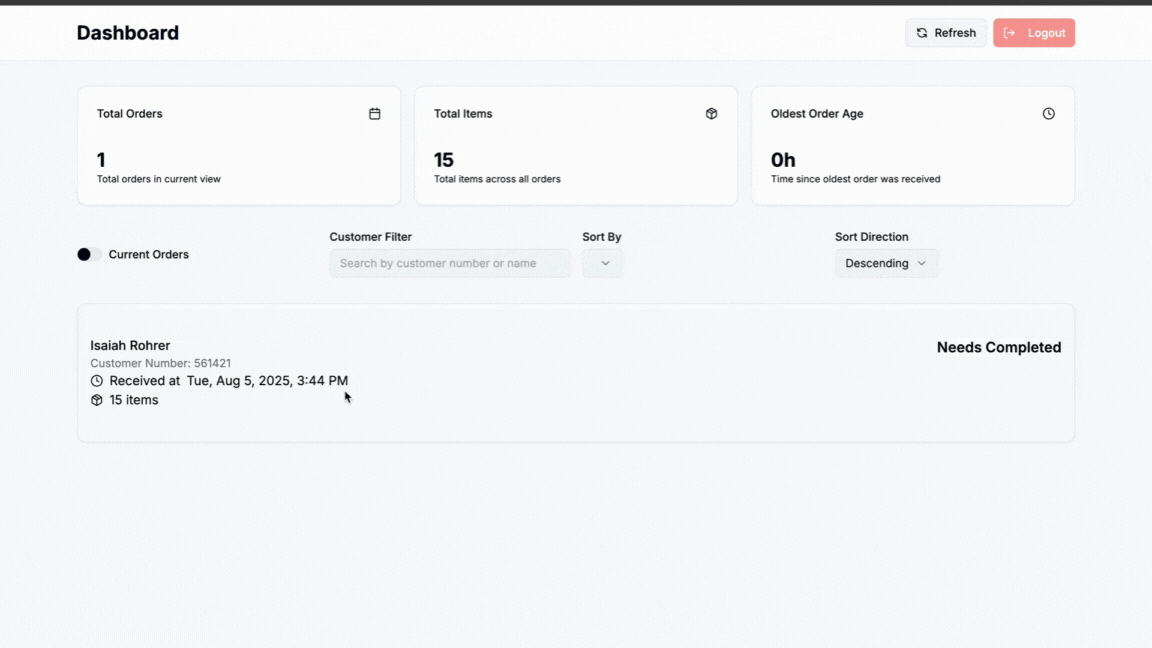 Dashboard
Refresh
Logout
Total Orders
1
Total orders in current view
Total Items
15
Total items across all orders
Oldest Order Age
0h
Time since oldest order was received
Current Orders
Customer Filter
Search by customer number or name
Sort By
Sort Direction
Descending
Isaiah Rohrer
Customer Number: 561421
Received at Tue, Aug 5, 2025, 3:44 PM
15 items
Needs Completed